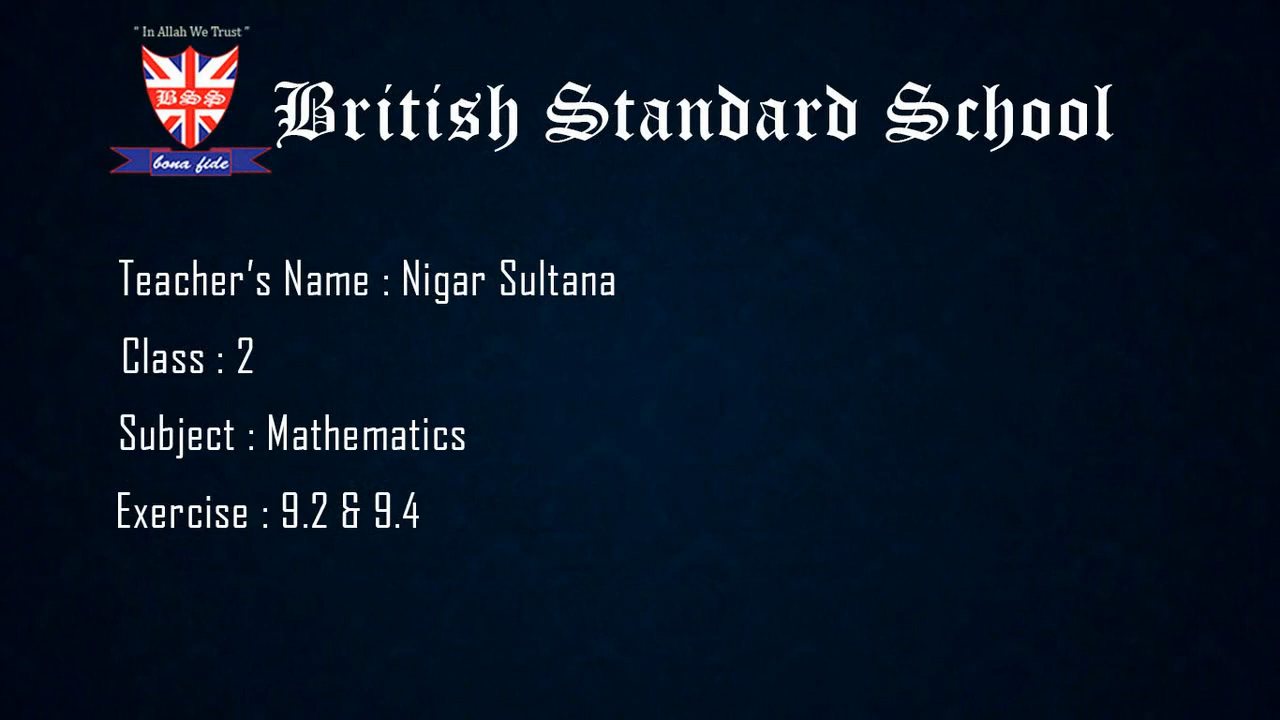 " In Allah We Trust "
BSS
bona fide
British Standard School
Teacher’s Name : Nigar Sultana
Class : 2
Subject : Mathematics
Exercise : 9.2 & 9.4